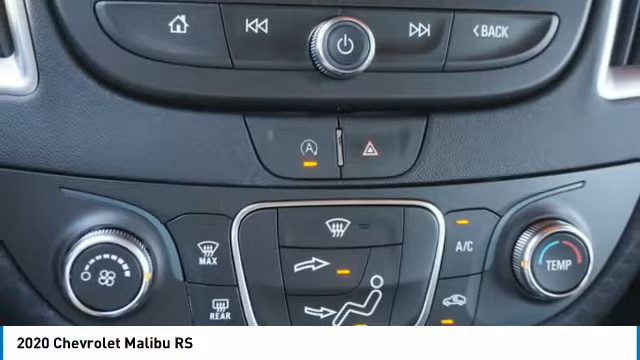 BACK
A
MAX
A/C
TEMP
REAR
2020 Chevrolet Malibu RS